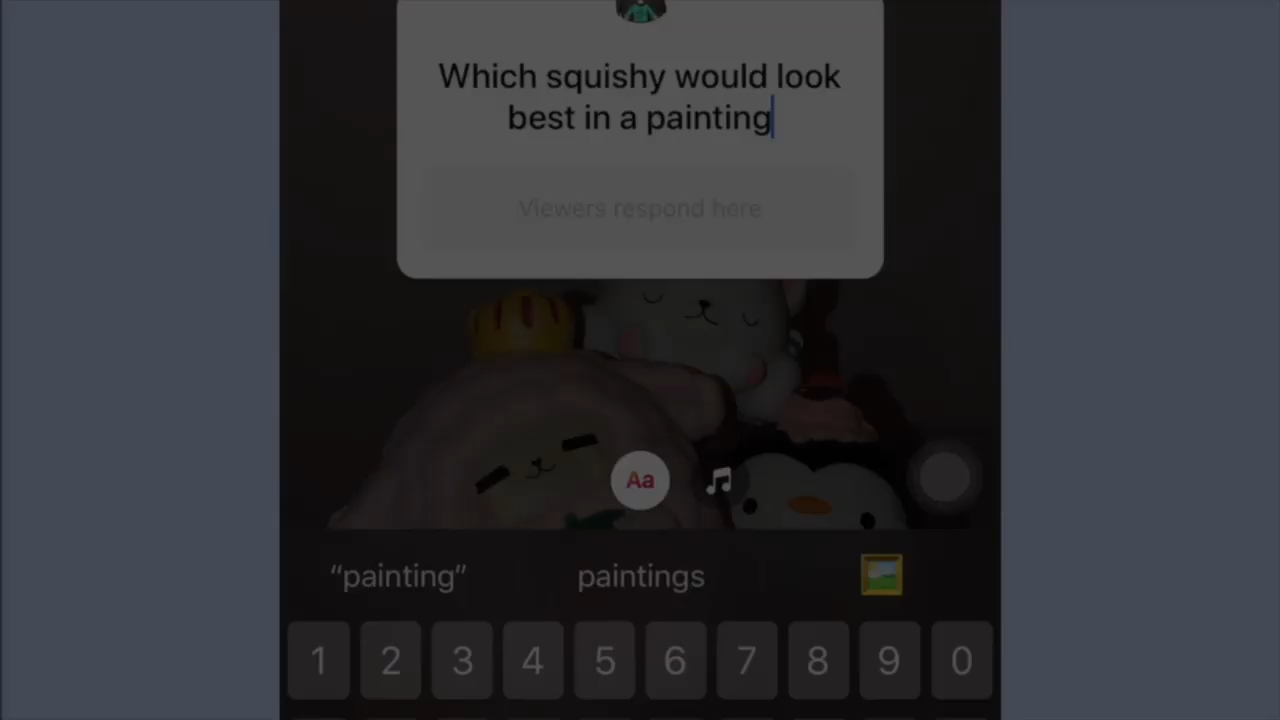 Which squishy would look
best in a painting
Viewers respond here
Aa
“painting” paintings
1 2 3 4 5 6 7 8 9 0